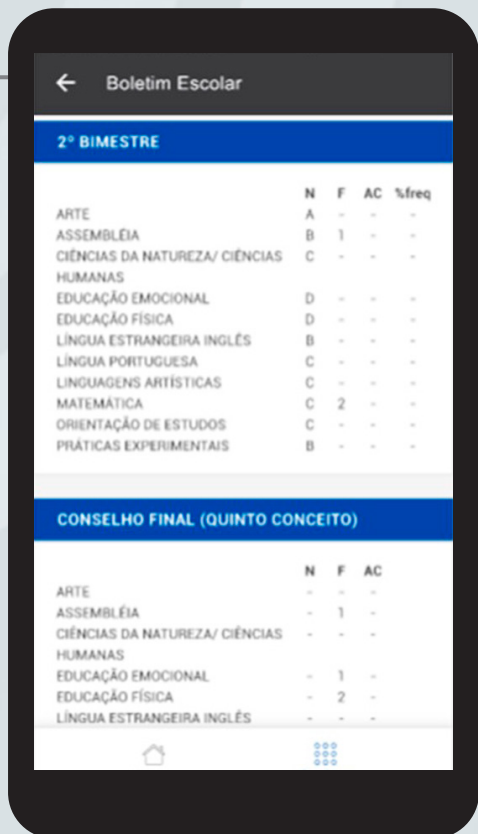 ← Boletim Escolar
2º BIMESTRE
N F AC %freq
ARTE A - - -
ASSEMBLÉIA B 1 - -
CIÊNCIAS DA NATUREZA/ CIÊNCIAS C - - -
HUMANAS
EDUCAÇÃO EMOCIONAL D - - -
EDUCAÇÃO FÍSICA D - - -
LÍNGUA ESTRANGEIRA INGLÊS B - - -
LÍNGUA PORTUGUESA C - - -
LINGUAGENS ARTÍSTICAS C - - -
MATEMÁTICA C 2 - -
ORIENTAÇÃO DE ESTUDOS C - - -
PRÁTICAS EXPERIMENTAIS B - - -
CONSELHO FINAL (QUINTO CONCEITO)
N F AC
ARTE - - -
ASSEMBLÉIA - 1 -
CIÊNCIAS DA NATUREZA/ CIÊNCIAS - - -
HUMANAS
EDUCAÇÃO EMOCIONAL - 1 -
EDUCAÇÃO FÍSICA - 2 -
LÍNGUA ESTRANGEIRA INGLÊS - - -